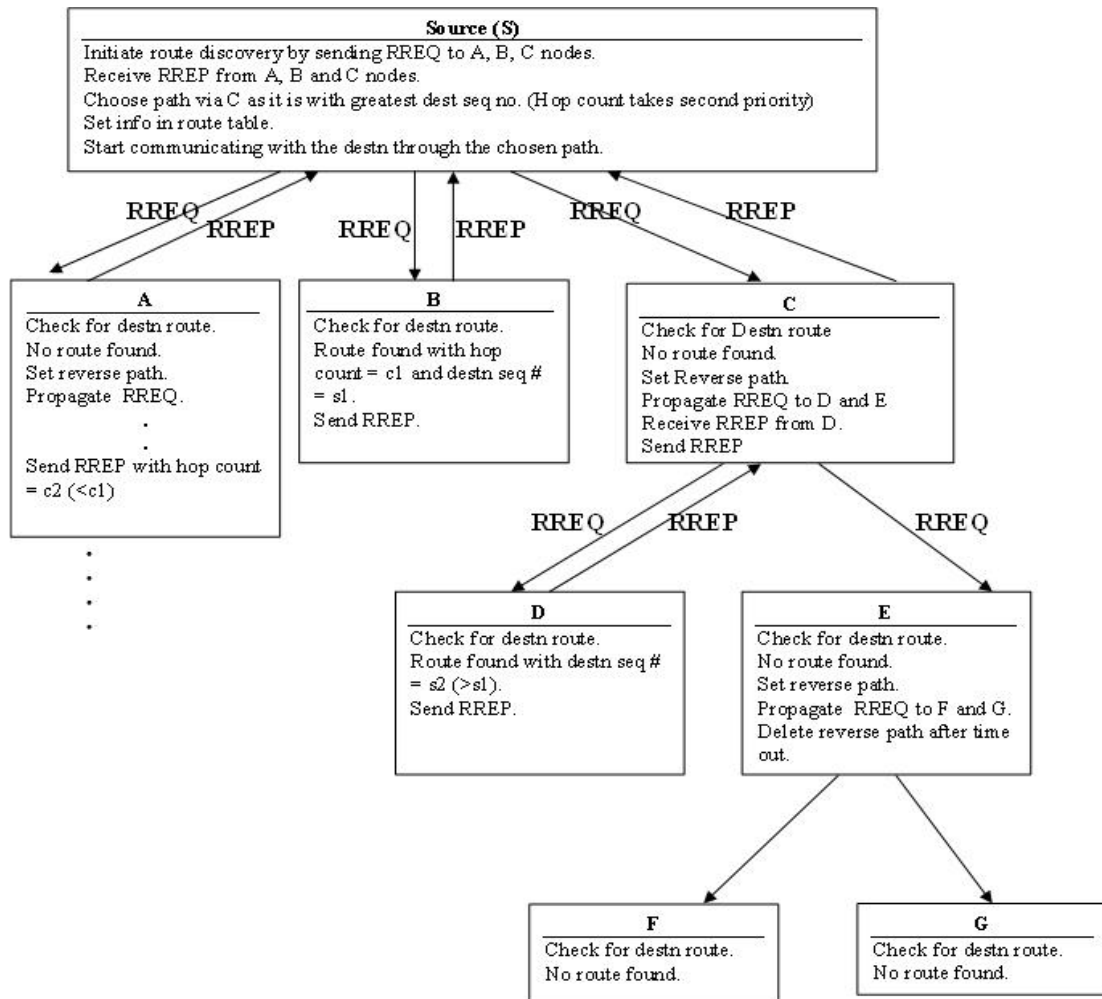 Source (S)
Initiate route discovery by sending RREQ to A, B, C nodes.
Receive RREP from A, B and C nodes.
Choose path via C as it is with greatest dest seq no. (Hop count takes second priority)
Set info in route table.
Start communicating with the destn through the chosen path.
RREQ
RREP
RREQ
RREP
RREQ
RREP
A
Check for destn route.
No route found.
Set reverse path.
Propagate RREQ.
.
.
Send RREP with hop count
= c2 (<c1)
.
.
.
.
B
Check for destn route.
Route found with hop
count = c1 and destn seq #
= s1.
Send RREP.
C
Check for Destn route
No route found
Set Reverse path.
Propagate RREQ to D and E
Receive RREP from D.
Send RREP
RREQ
RREP
RREQ
D
Check for destn route.
Route found with destn seq #
= s2 (>s1).
Send RREP.
E
Check for destn route.
No route found.
Set reverse path.
Propagate RREQ to F and G.
Delete reverse path after time
out.
F
Check for destn route.
No route found.
G
Check for destn route.
No route found.